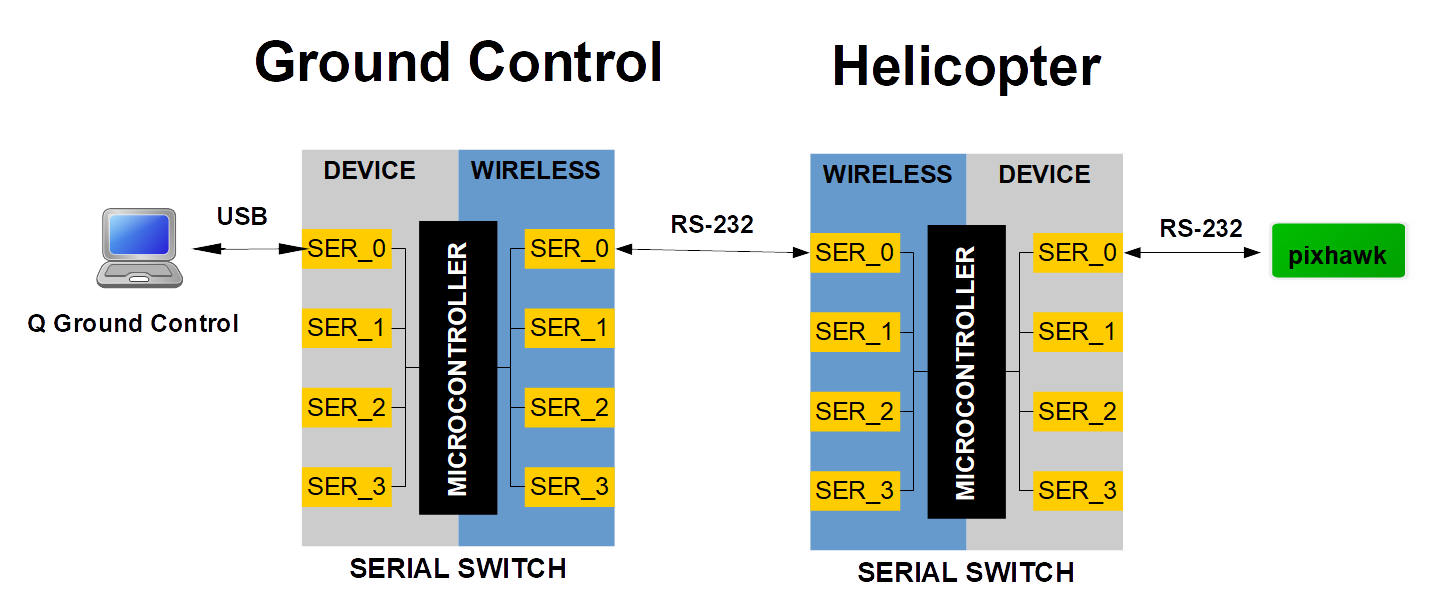 Ground Control
Helicopter
DEVICE
WIRELESS
WIRELESS
DEVICE
USB
RS-232
RS-232
SER_0
SER_0
SER_0
SER_0
pixhawk
Q Ground Control
SER_1
SER_1
SER_1
SER_1
SER_2
SER_2
SER_2
SER_2
SER_3
SER_3
SER_3
SER_3
MICROCONTROLLER
MICROCONTROLLER
SERIAL SWITCH
SERIAL SWITCH